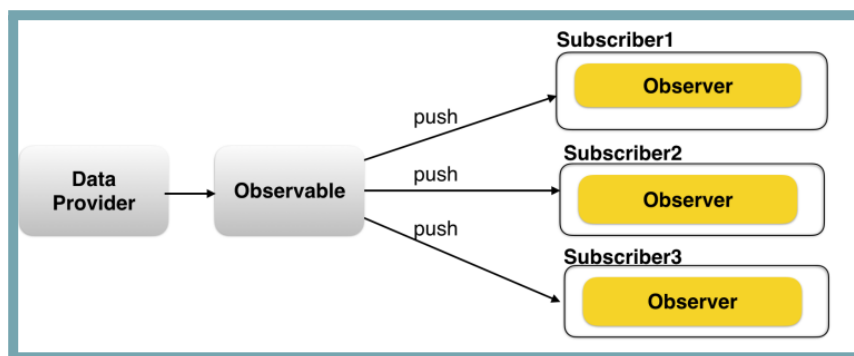 Subscriber1
Observer
push
Subscriber2
Data
Provider
Observable
push
Observer
push
Subscriber3
Observer